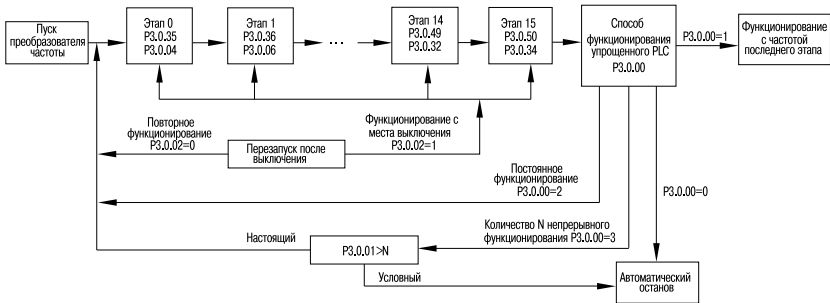 Пуск
преобразователя
частоты
Этап 0
P3.0.35
P3.0.04
Этап 1
P3.0.36
P3.0.06
...
Этап 14
P3.0.49
P3.0.32
Этап 15
P3.0.50
P3.0.34
Способ
функционирования
упрощенного PLC
P3.0.00
P3.0.00=1
Функционирование
с частотой
последнего этапа
Повторное
функционирование
P3.0.02=0
Перезапуск после
выключения
Функционирование с
места выключения
P3.0.02=1
Постоянное
функционирование
P3.0.00=2
P3.0.00=0
Количество N непрерывного
функционирования P3.0.00=3
Настоящий
P3.0.01>N
Условный
Автоматический
останов